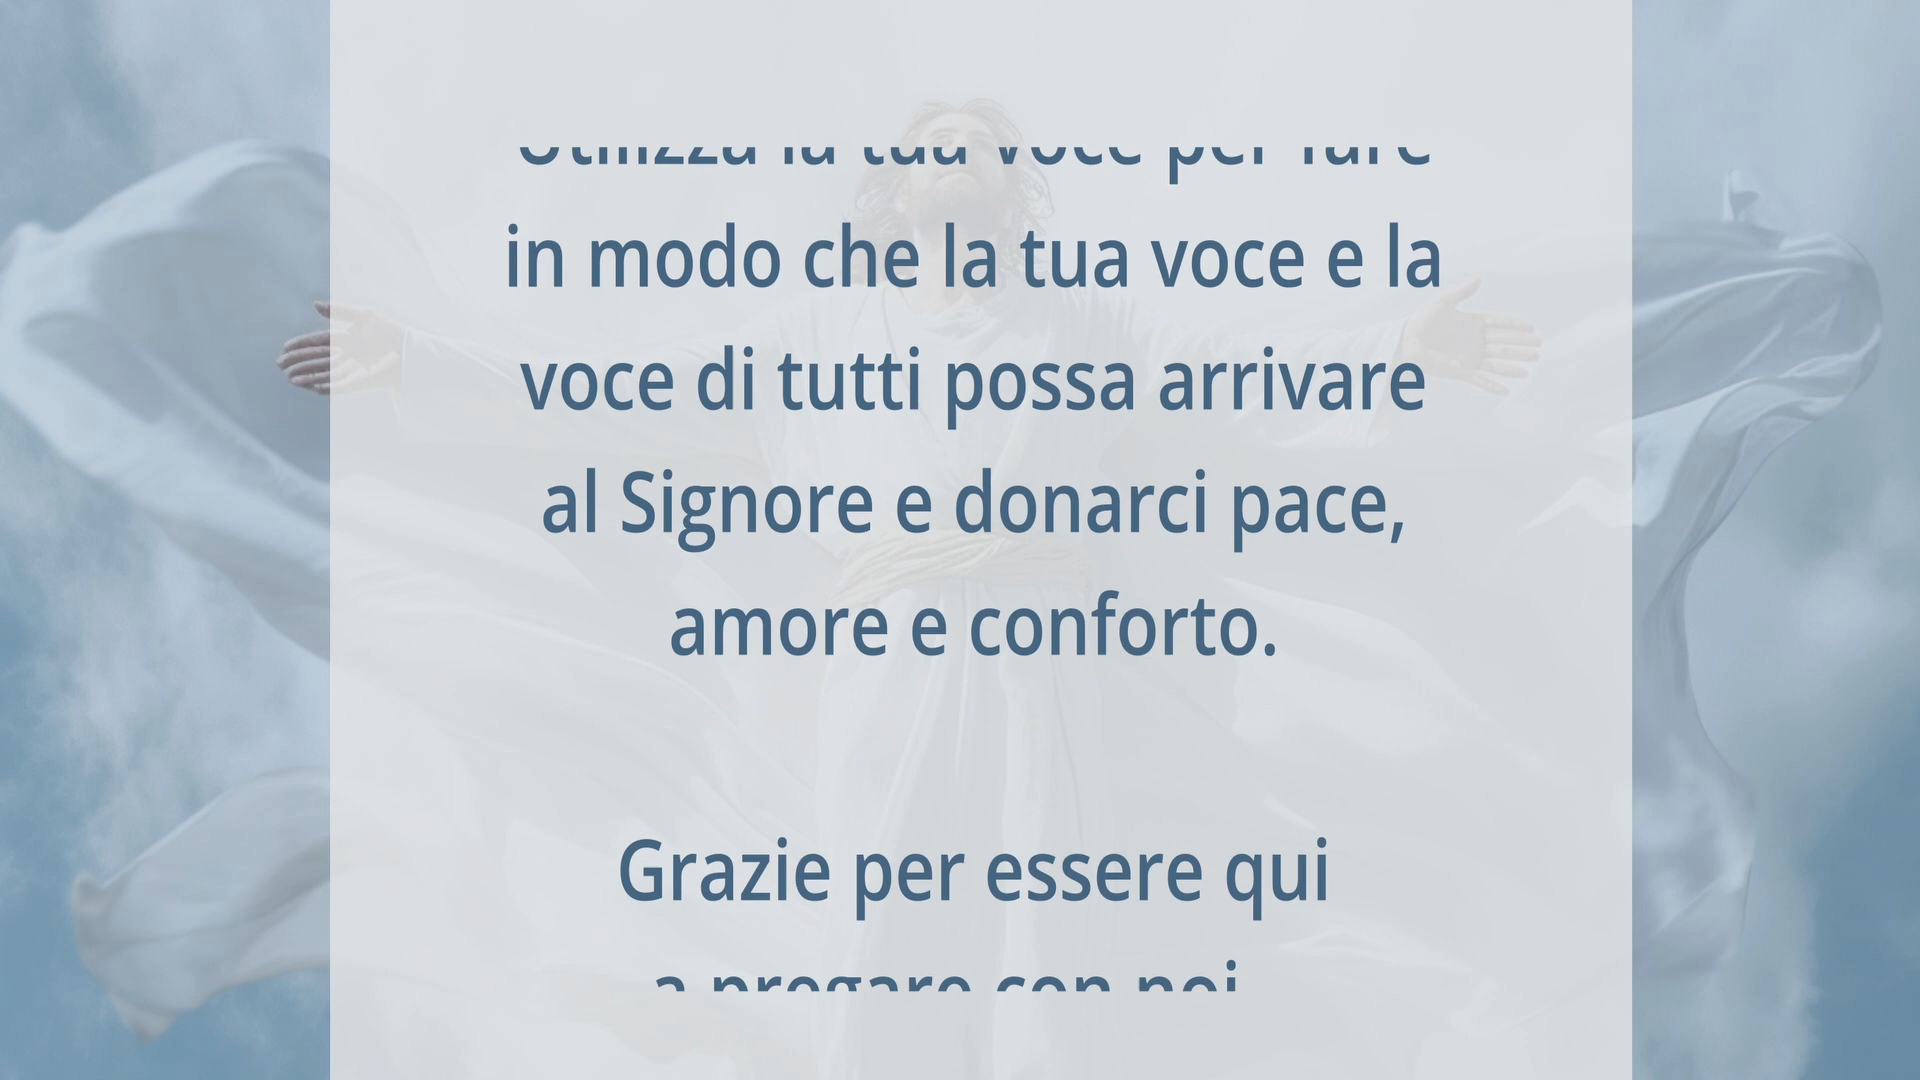 Utilizza la tua voce per fare
in modo che la tua voce e la
voce di tutti possa arrivare
al Signore e donarci pace,
amore e conforto.
Grazie per essere qui
a pregare con noi